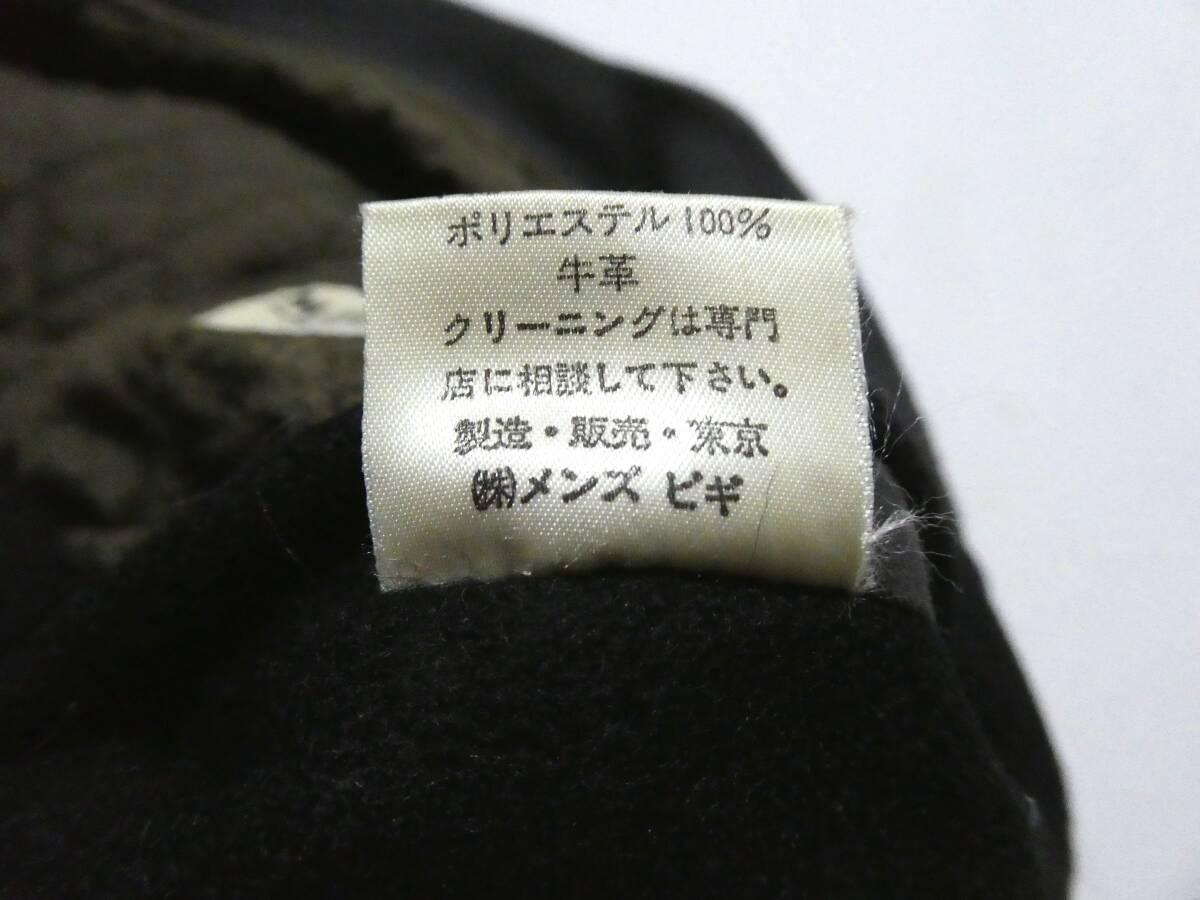 ポリエステル100%
牛革
クリーニングは専門
店に相談して下さい。
製造・販売・東京
㈱メンズ ビギ